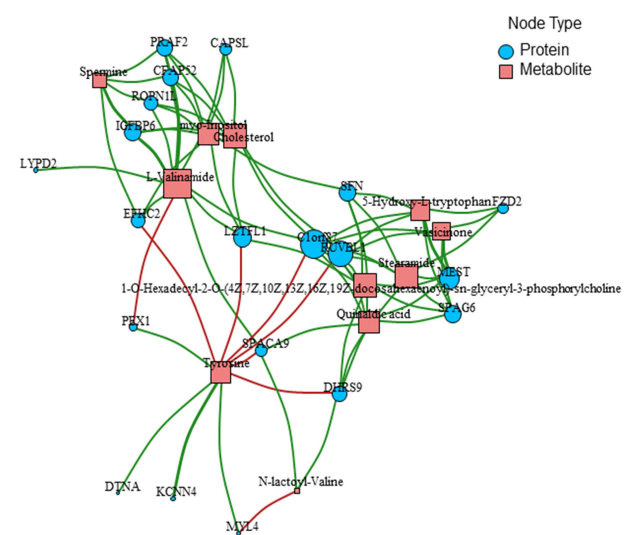 Node Type
Protein
Metabolite
PRAF2
CAPSL
Spermine
CFAP52
ROPN1L
IGFBP6
myo-Inositol
Cholesterol
LYPD2
L-Valinamide
SFN
5-Hydroxy-L-tryptophan
FZD2
EFHC2
LZTFL1
Vasicinone
RUVBL1
Stearamide
MEST
1-O-Hexadecyl-2-O-(4Z,7Z,10Z,13Z,16Z,19Z-docosahexaenoyl)-sn-glyceryl-3-phosphorylcholine
SPAG6
Quinaldic acid
PEX1
SPACA9
Tyrosine
DHRS9
DTNA
KCNN4
N-lactoyl-Valine
MYL4